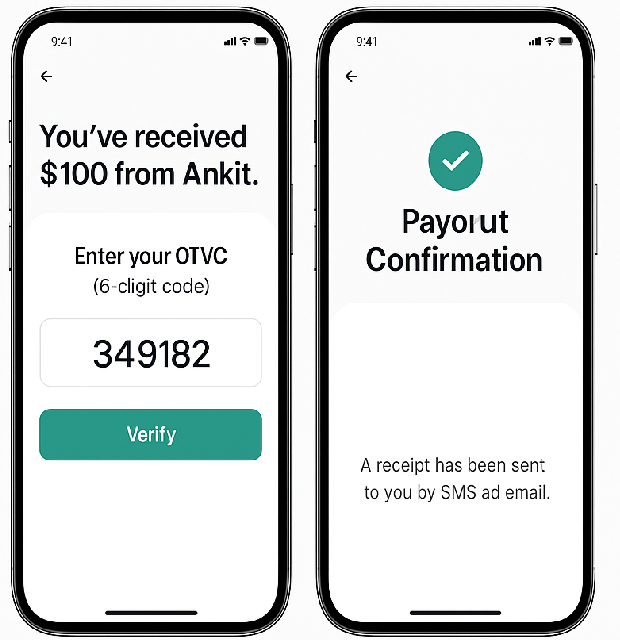 9:41
You've received
$100 from Ankit.
Enter your OTVC
(6-cligit code)
349182
Verify
9:41
Payorut
Confirmation
A receipt has been sent
to you by SMS ad email.